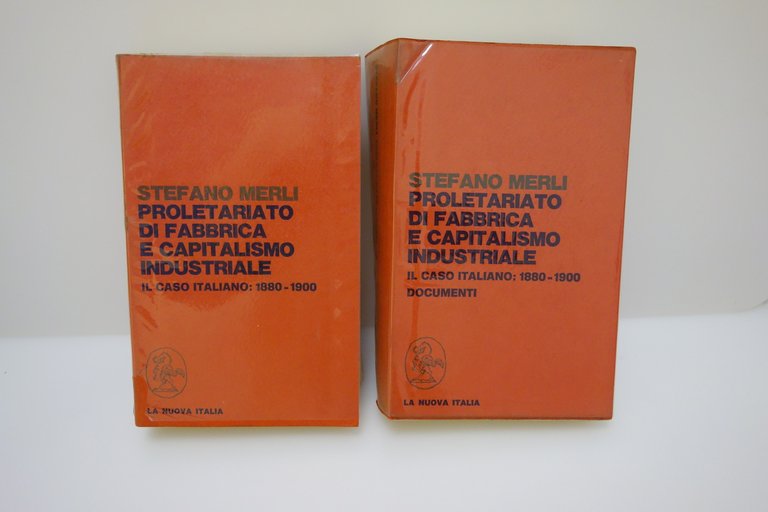 STEFANO MERLI
PROLETARIATO
DI FABBRICA
E CAPITALISMO
INDUSTRIALE
IL CASO ITALIANO: 1880-1900
LA NUOVA ITALIA
STEFANO MERLI
PROLETARIATO
DI FABBRICA
E CAPITALISMO
INDUSTRIALE
IL CASO ITALIANO: 1880-1900
DOCUMENTI
LA NUOVA ITALIA